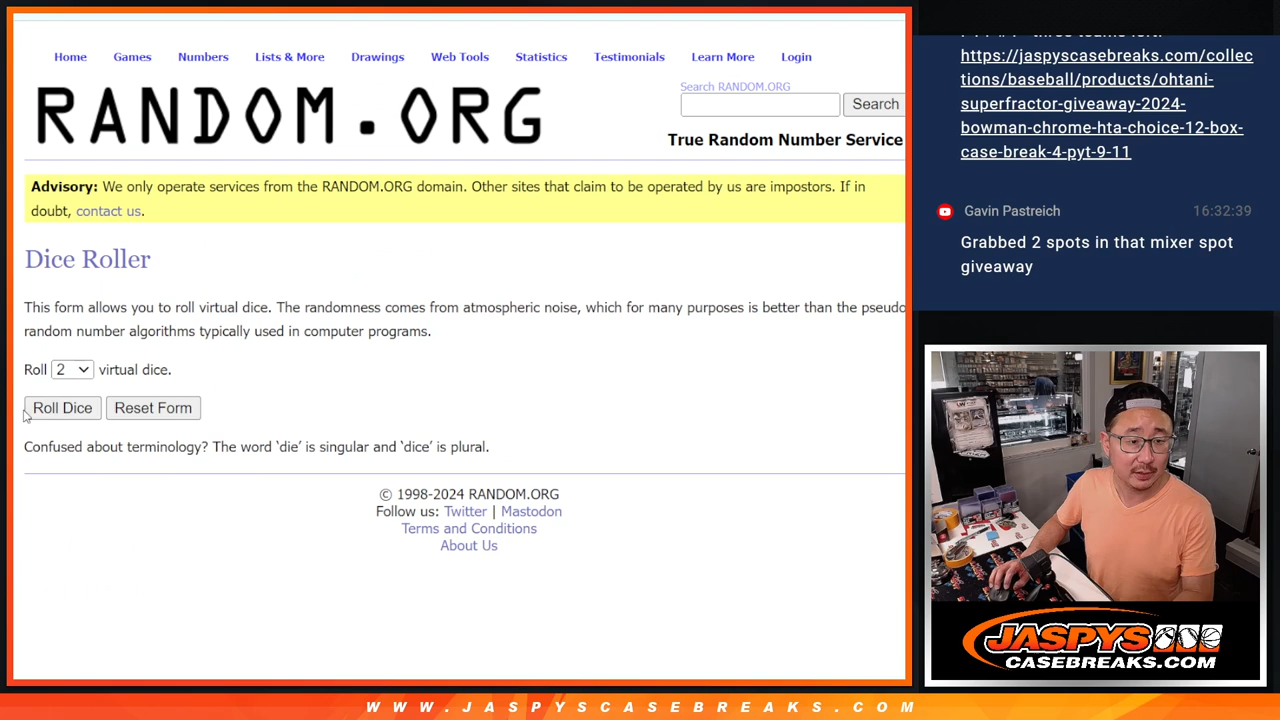 Home Games Numbers Lists & More Drawings Web Tools Statistics Testimonials Learn More Login
RANDOM.ORG
Search RANDOM.ORG
Search
True Random Number Service
Advisory: We only operate services from the RANDOM.ORG domain. Other sites that claim to be operated by us are impostors. If in
doubt, contact us.
Dice Roller
This form allows you to roll virtual dice. The randomness comes from atmospheric noise, which for many purposes is better than the pseudo
random number algorithms typically used in computer programs.
Roll 2 virtual dice.
Roll Dice Reset Form
Confused about terminology? The word ‘die’ is singular and ‘dice’ is plural.
© 1998-2024 RANDOM.ORG
Follow us: Twitter | Mastodon
Terms and Conditions
About Us
https://jaspyscasebreaks.com/collec
tions/baseball/products/ohtani-
superfractor-giveaway-2024-
bowman-chrome-hta-choice-12-box-
case-break-4-pyt-9-11
Gavin Pastreich 16:32:39
Grabbed 2 spots in that mixer spot
giveaway
JASPYS
CASEBREAKS.COM
WWW.JASPYSCASEBREAKS.COM